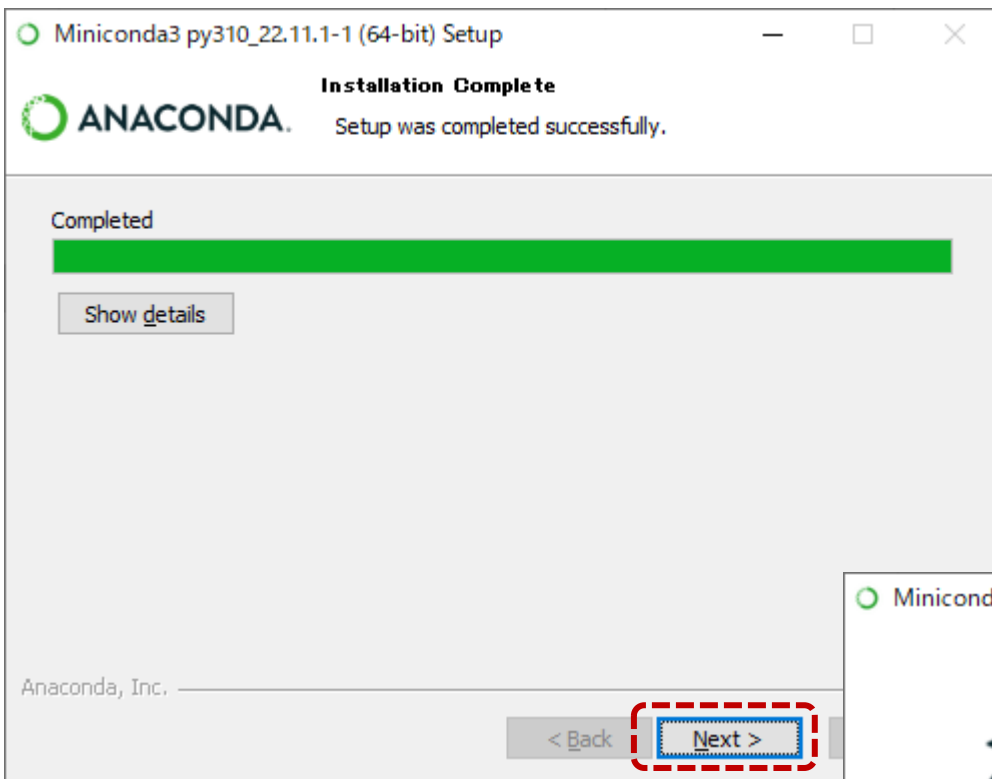 Miniconda3 py310_22.11.1-1 (64-bit) Setup
ANACONDA.
Installation Complete
Setup was completed successfully.
Completed
Show details
Minicond
Anaconda, Inc.
< Back
Next >